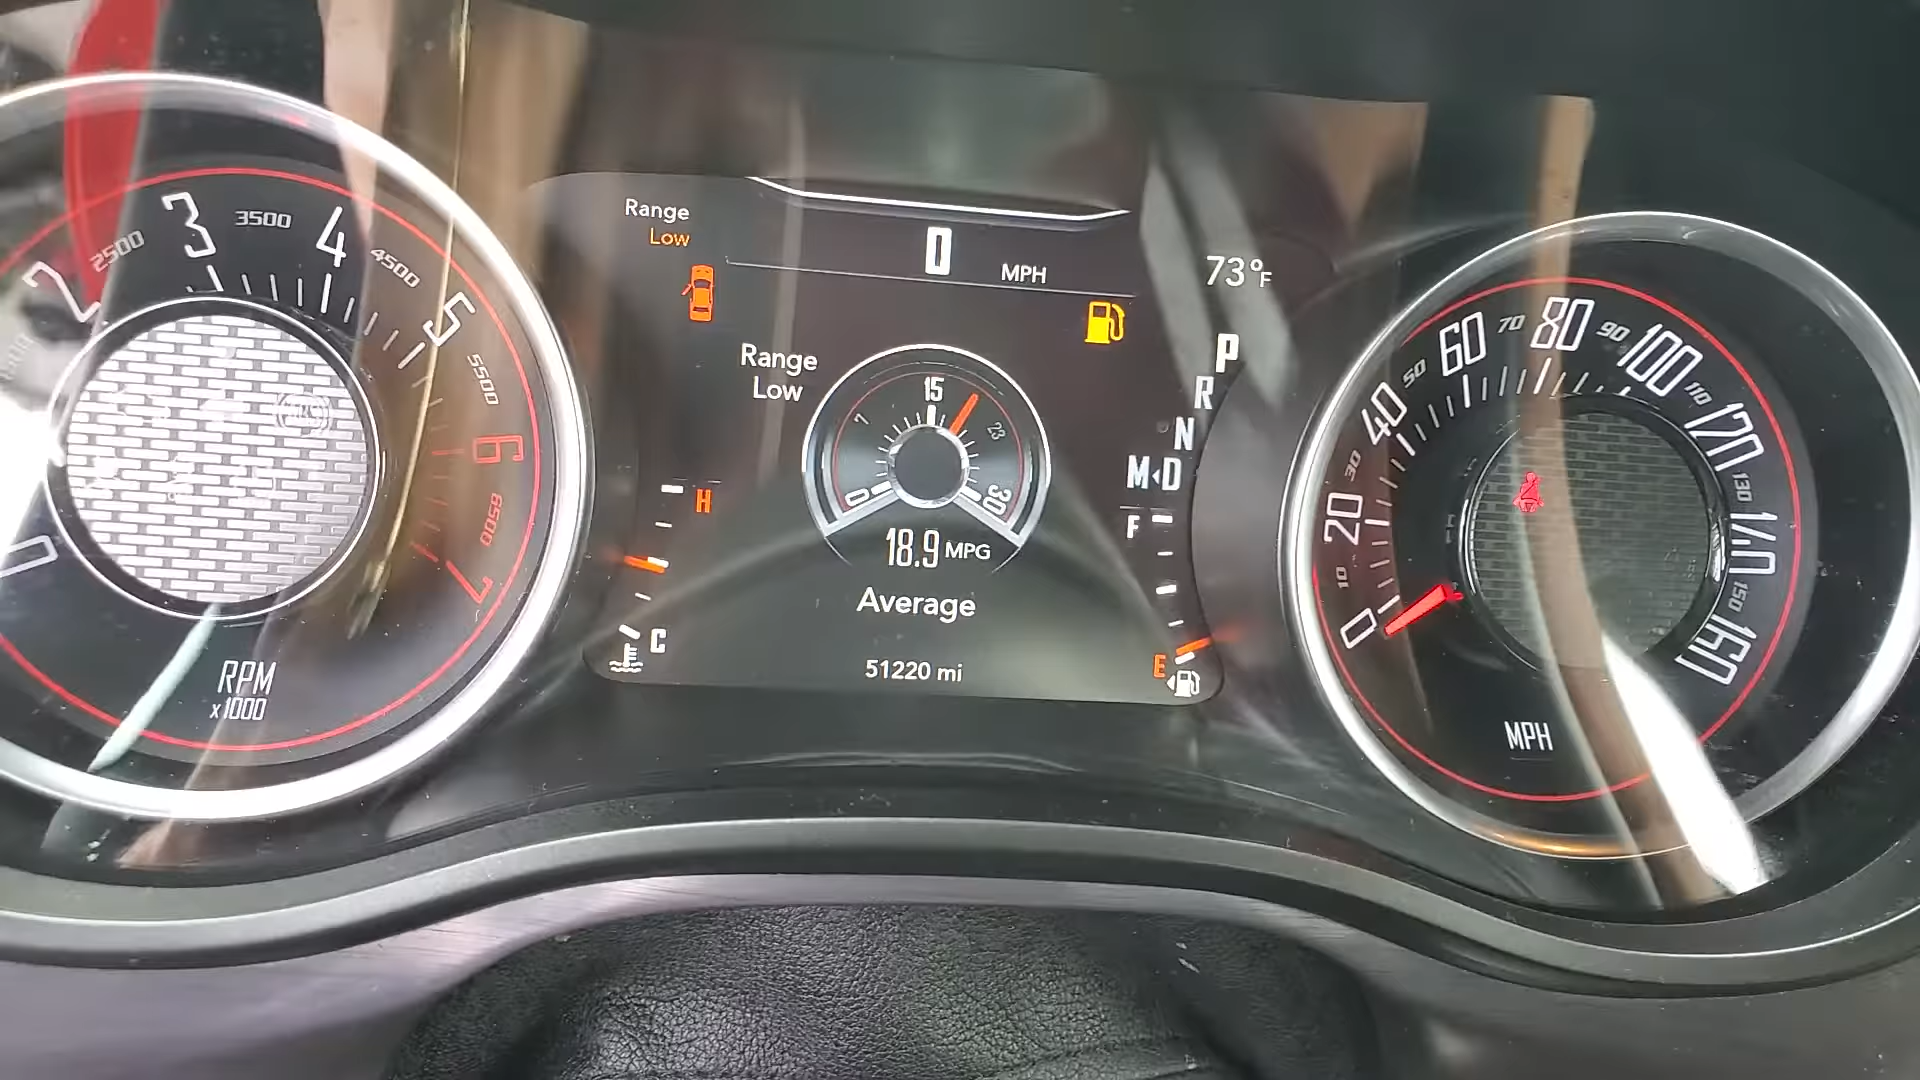 0
2
2500
3
3500
4
4500
5
5500
6
6500
7
RPM
x1000
Range
Low
0 MPH
73°F
Range
Low
P
R
N
M D
0
7
15
23
30
18.9 MPG
Average
51220 mi
H
C
F
E
0
10
20
30
40
50
60
70
80
90
100
110
120
130
140
150
160
MPH